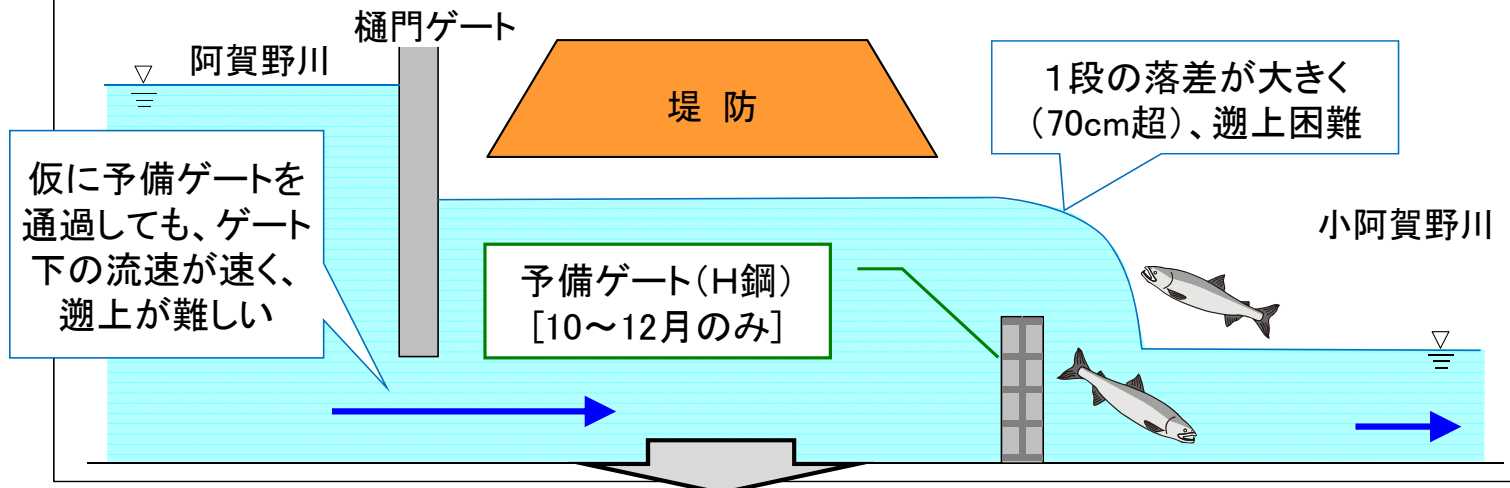 樋門ゲート
阿賀野川
堤 防
1段の落差が大きく
(70cm超)、遡上困難
仮に予備ゲートを
通過しても、ゲート
下の流速が速く、
遡上が難しい
小阿賀野川
予備ゲート(H鋼)
[10～12月のみ]